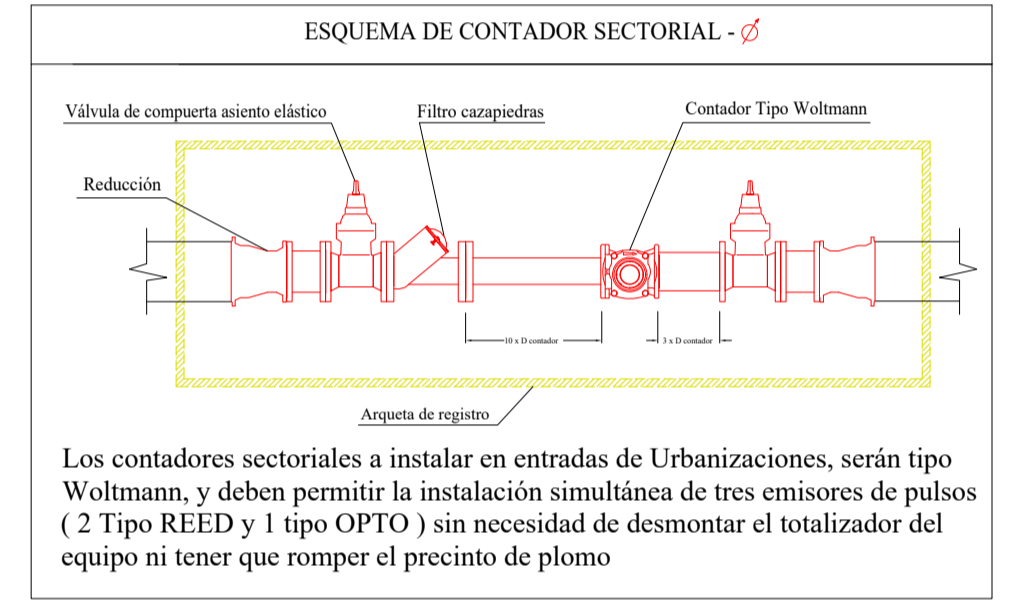 ESQUEMA DE CONTADOR SECTORIAL -
Válvula de compuerta asiento elástico
Filtro cazapiedras
Contador Tipo Woltmann
Reducción
10 x D contador
3 x D contador
Arqueta de registro
Los contadores sectoriales a instalar en entradas de Urbanizaciones, serán tipo
Woltmann, y deben permitir la instalación simultánea de tres emisores de pulsos
( 2 Tipo REED y 1 tipo OPTO ) sin necesidad de desmontar el totalizador del
equipo ni tener que romper el precinto de plomo